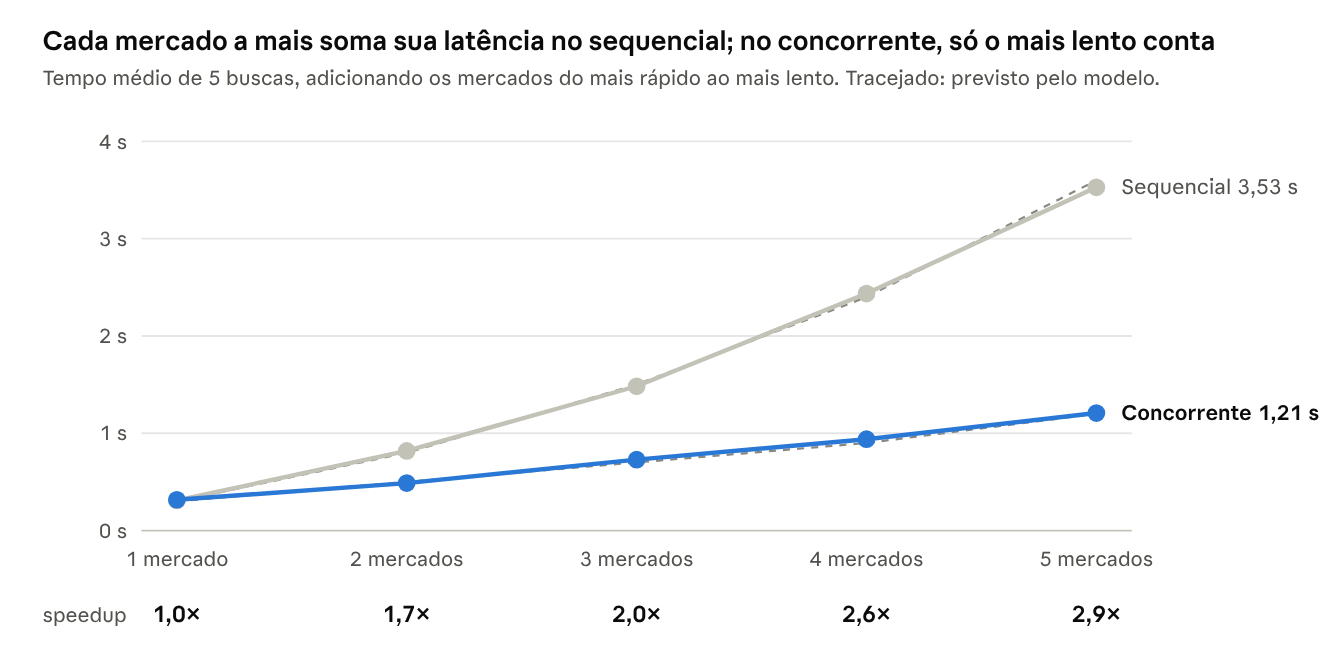 Cada mercado a mais soma sua latência no sequencial; no concorrente, só o mais lento conta
Tempo médio de 5 buscas, adicionando os mercados do mais rápido ao mais lento. Tracejado: previsto pelo modelo.
4 s
Sequencial 3,53 s
3 s
2 s
Concorrente 1,21 s
1 s
0 s
1 mercado 2 mercados 3 mercados 4 mercados 5 mercados
speedup 1,0× 1,7× 2,0× 2,6× 2,9×